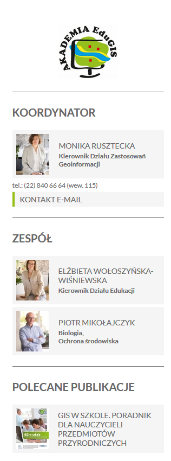 AKADEMIA EduGIS
KOORDYNATOR
MONIKA RUSZTECKA
Kierownik Działu Zastosowań
Geoinformacji
tel.: (22) 840 66 64 (wew. 115)
KONTAKT E-MAIL
ZESPÓŁ
ELŻBIETA WOŁOSZYŃSKA-
WIŚNIEWSKA
Kierownik Działu Edukacji
PIOTR MIKOŁAJCZYK
Biologia,
Ochrona środowiska
POLECANE PUBLIKACJE
GIS W SZKOLE. PORADNIK
DLA NAUCZYCIELI
PRZEDMIOTÓW
PRZYRODNICZYCH